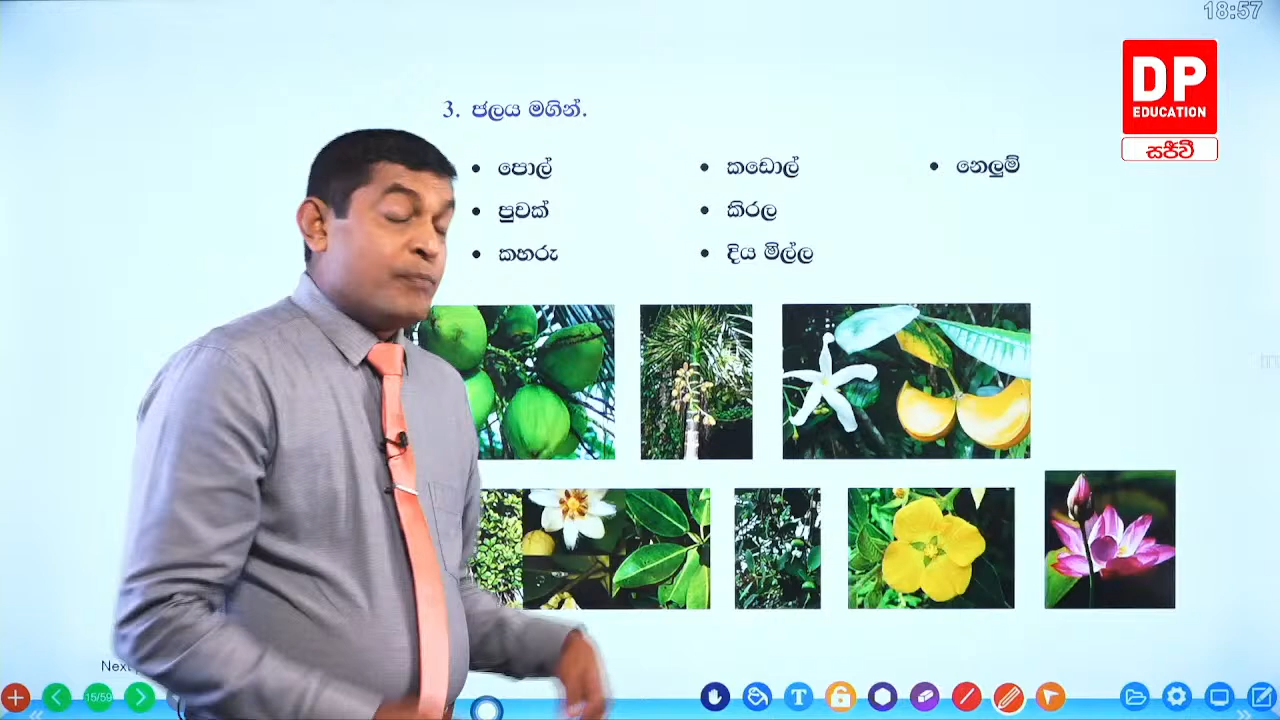 18:57
DP
EDUCATION
සජීවී
3. ජලය මගින්.
• පොල් • කඩොල් • නෙලුම්
• පුවක් • කිරල
• කහරු • දිය මිල්ල
Next
15/59